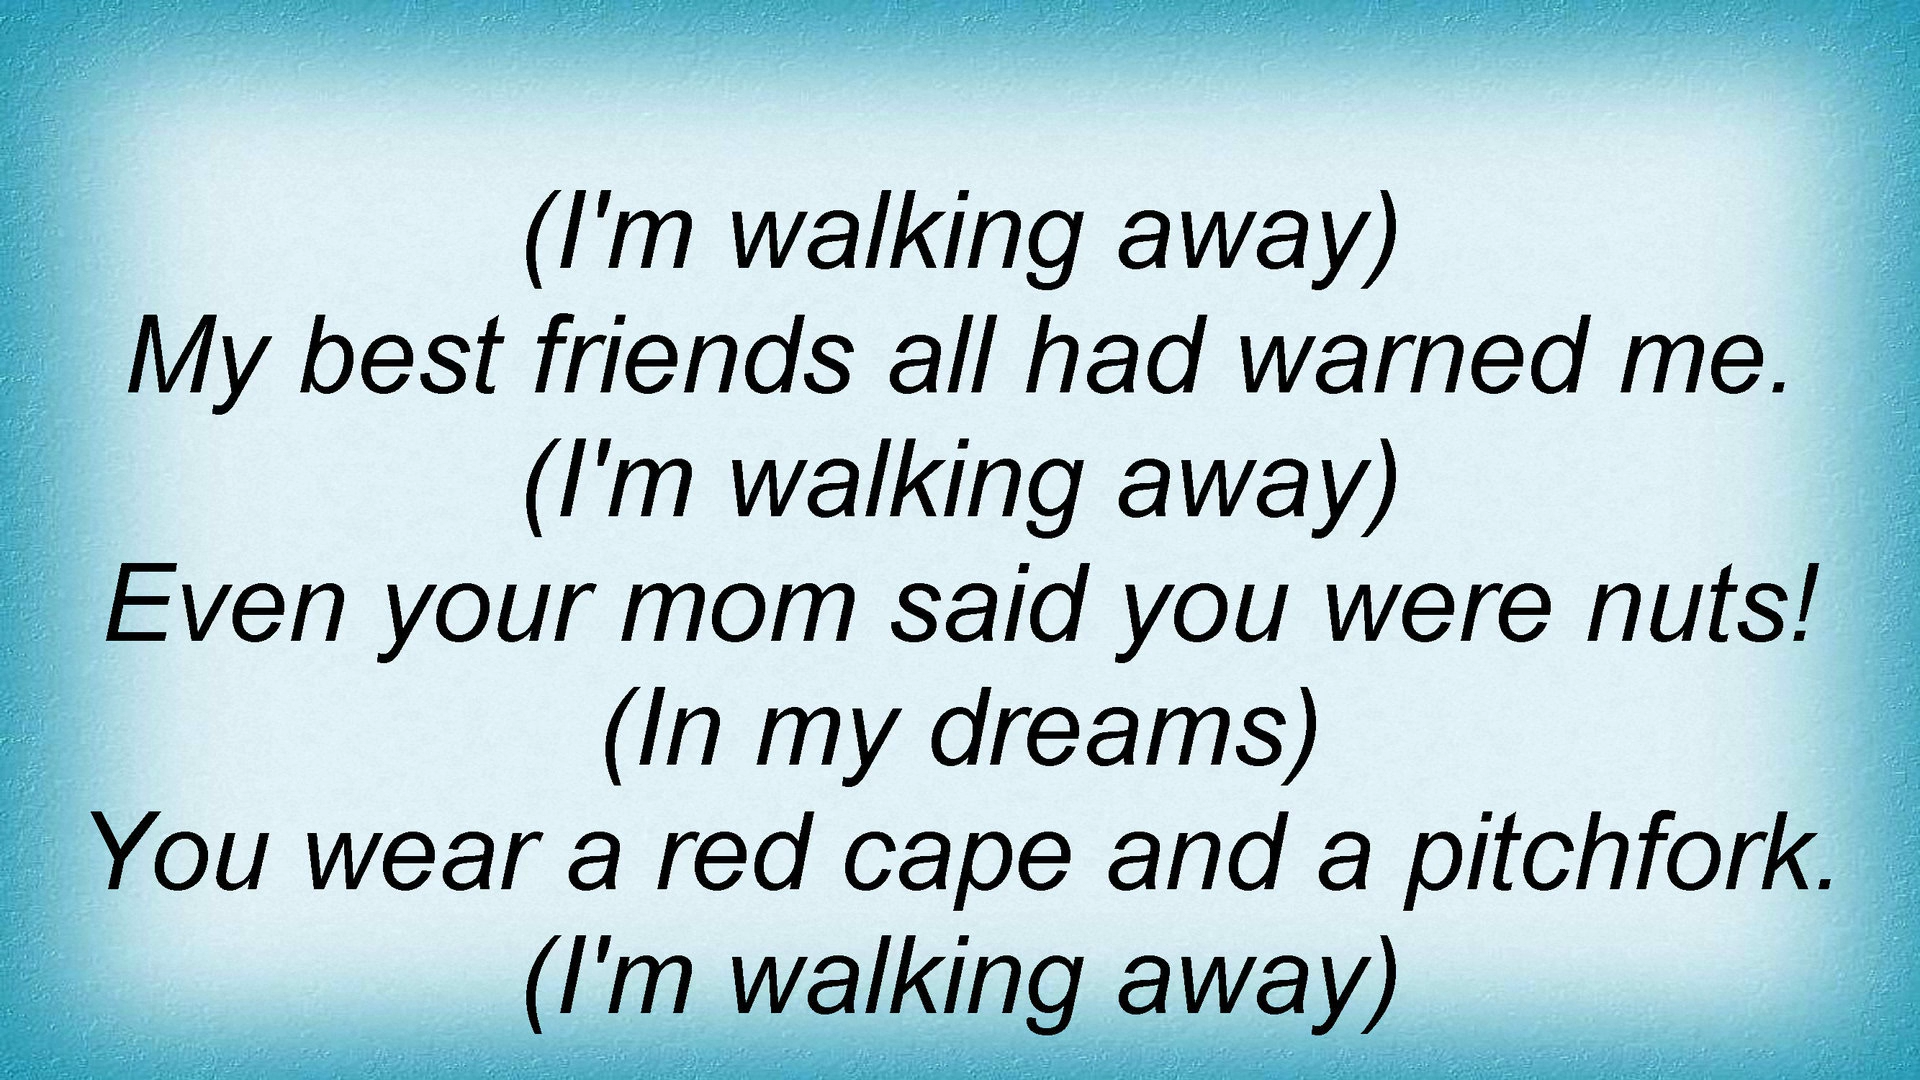 (I'm walking away)
My best friends all had warned me.
(I'm walking away)
Even your mom said you were nuts!
(In my dreams)
You wear a red cape and a pitchfork.
(I'm walking away)